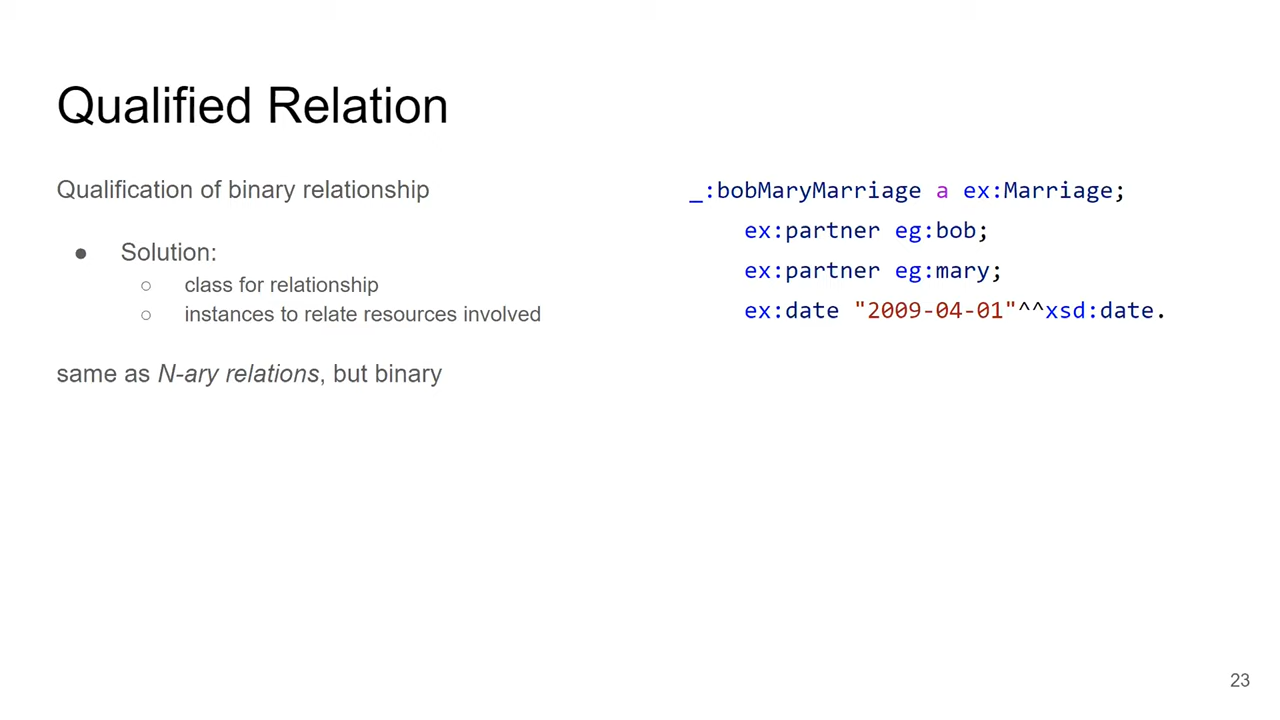 Qualified Relation
Qualification of binary relationship
● Solution:
○ class for relationship
○ instances to relate resources involved
same as N-ary relations, but binary
_:bobMaryMarriage a ex:Marriage;
ex:partner eg:bob;
ex:partner eg:mary;
ex:date "2009-04-01"^^xsd:date.
23